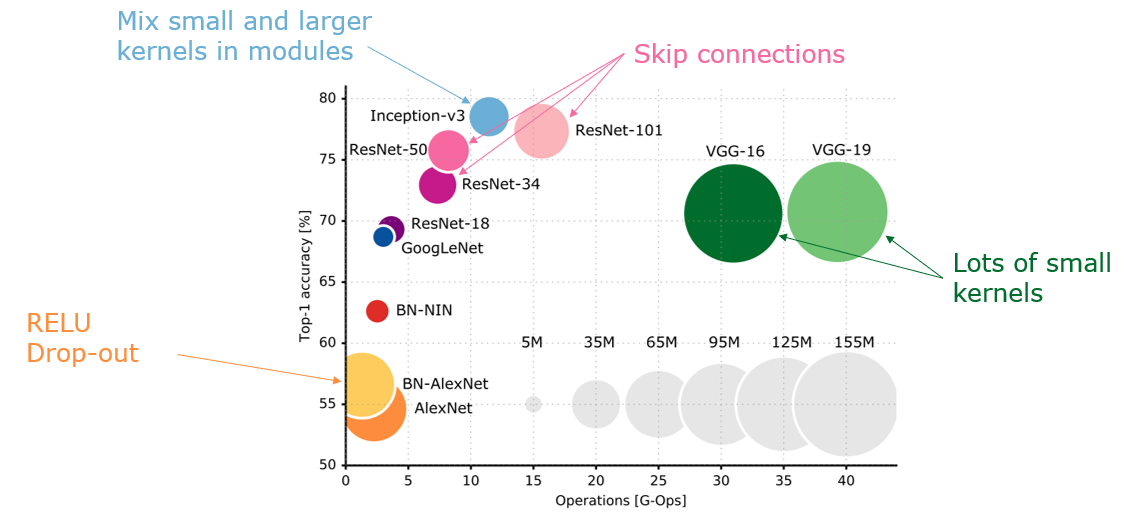 Mix small and larger
kernels in modules
Skip connections
80
Inception-v3
ResNet-101
ResNet-50
75
VGG-16
VGG-19
ResNet-34
70
ResNet-18
GoogLeNet
Top-1 accuracy [%]
Lots of small
kernels
65
BN-NIN
RELU
Drop-out
60
5M 35M 65M 95M 125M 155M
BN-AlexNet
AlexNet
55
50
0 5 10 15 20 25 30 35 40
Operations [G-Ops]